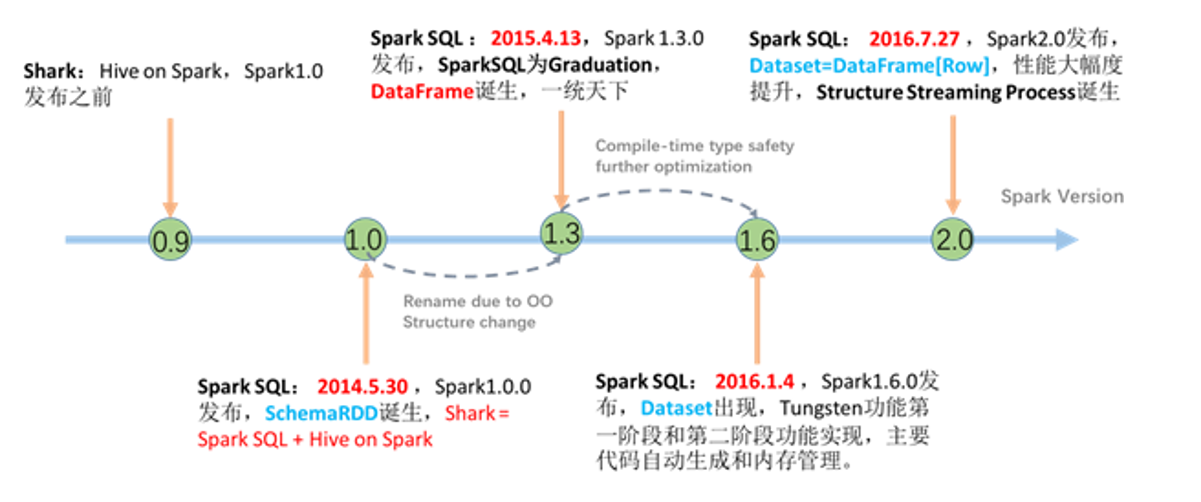 Shark：Hive on Spark，Spark1.0
发布之前
Spark SQL： 2015.4.13，Spark 1.3.0
发布，SparkSQL为Graduation，
DataFrame诞生，一统天下
Spark SQL： 2016.7.27 ，Spark2.0发布，
Dataset=DataFrame[Row]，性能大幅度
提升，Structure Streaming Process诞生
Compile-time type safety
further optimization
Spark Version
0.9
1.0
1.3
1.6
2.0
Rename due to OO
Structure change
Spark SQL： 2014.5.30 ，Spark1.0.0
发布，SchemaRDD诞生，Shark =
Spark SQL + Hive on Spark
Spark SQL： 2016.1.4 ，Spark1.6.0发
布，Dataset出现，Tungsten功能第
一阶段和第二阶段功能实现，主要
代码自动生成和内存管理。